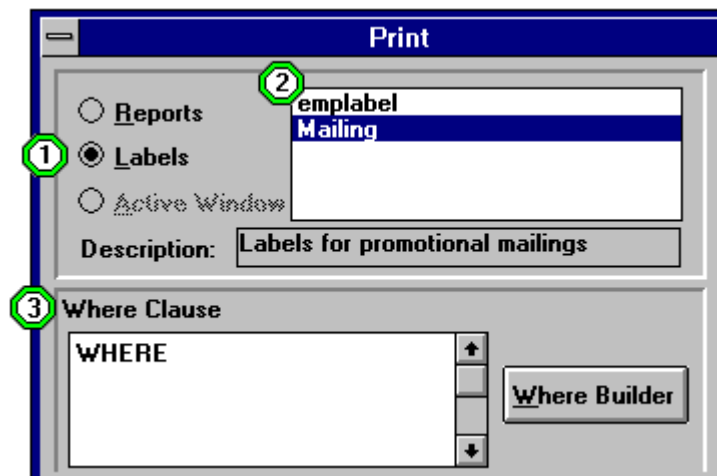 Print
2
emplabel
Reports
Mailing
1
Labels
Active Window
Description: Labels for promotional mailings
3 Where Clause
WHERE
Where Builder